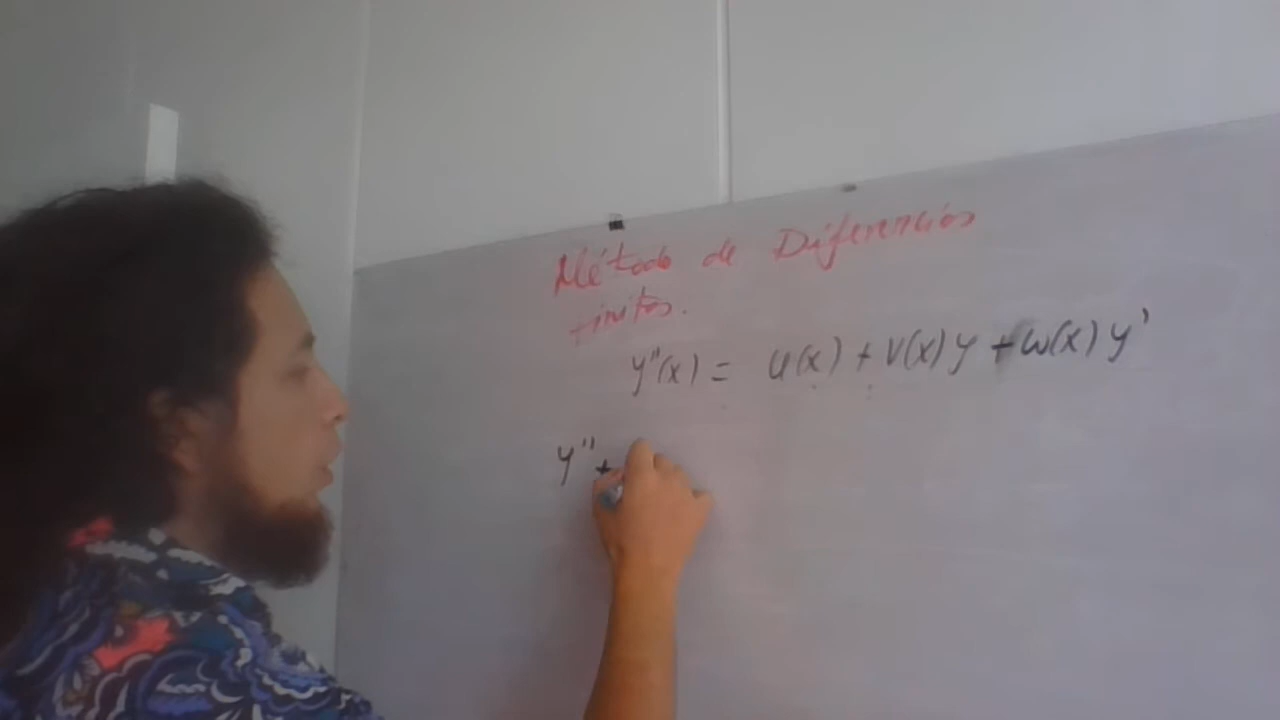 Método de Diferencias
finitas.
y''(x) = u(x) + v(x) y + w(x) y'
y'' +